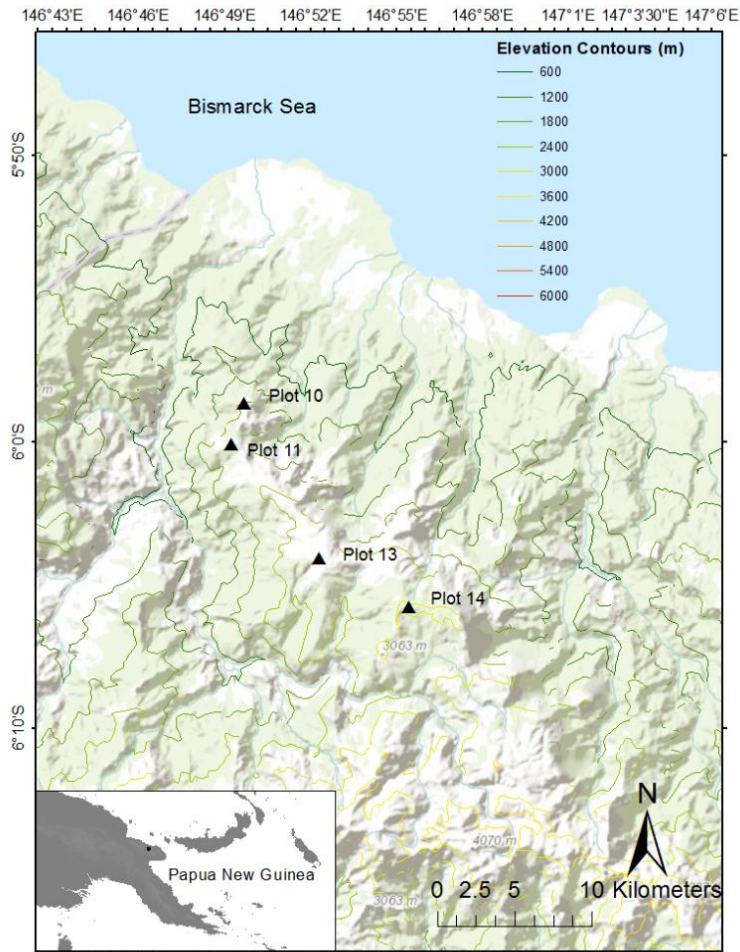 146°43'E 146°46'E 146°49'E 146°52'E 146°55'E 146°58'E 147°1'E 147°3'30"E 147°6'E
Elevation Contours (m)
600
1200
1800
2400
3000
3600
4200
4800
5400
6000
Bismarck Sea
5°50'S
m
Plot 10
6°0'S
Plot 11
Plot 13
Plot 14
3063 m
6°10'S
N
4070 m
Papua New Guinea
0 2.5 5 10 Kilometers
3063 m